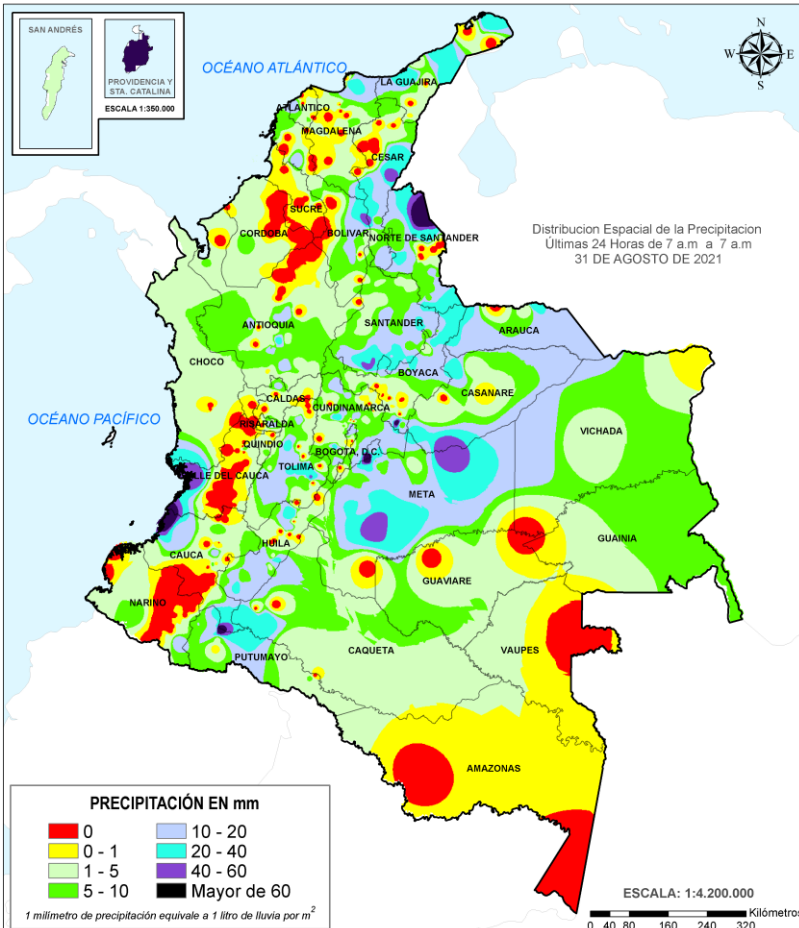 SAN ANDRÉS
PROVIDENCIA Y
STA. CATALINA
ESCALA 1:350.000
OCÉANO ATLÁNTICO
N
W E
S
LA GUAJIRA
ATLANTICO
MAGDALENA
CESAR
SUCRE
CORDOBA
BOLIVAR
NORTE DE SANTANDER
Distribucion Espacial de la Precipitacion
Últimas 24 Horas de 7 a.m a 7 a.m
31 DE AGOSTO DE 2021
ANTIOQUIA
SANTANDER
ARAUCA
CHOCO
BOYACA
CASANARE
CALDAS
CUNDINAMARCA
OCÉANO PACÍFICO
RISARALDA
QUINDIO
BOGOTA, D.C.
VICHADA
TOLIMA
LLE DEL CAUCA
META
CAUCA
HUILA
GUAINIA
GUAVIARE
NARINO
PUTUMAYO
CAQUETA
VAUPES
AMAZONAS
PRECIPITACIÓN EN mm
0
0 - 1
1 - 5
5 - 10
10 - 20
20 - 40
40 - 60
Mayor de 60
1 milímetro de precipitación equivale a 1 litro de lluvia por m²
ESCALA: 1:4.200.000
Kilómetros
0 40 80 160 240 320